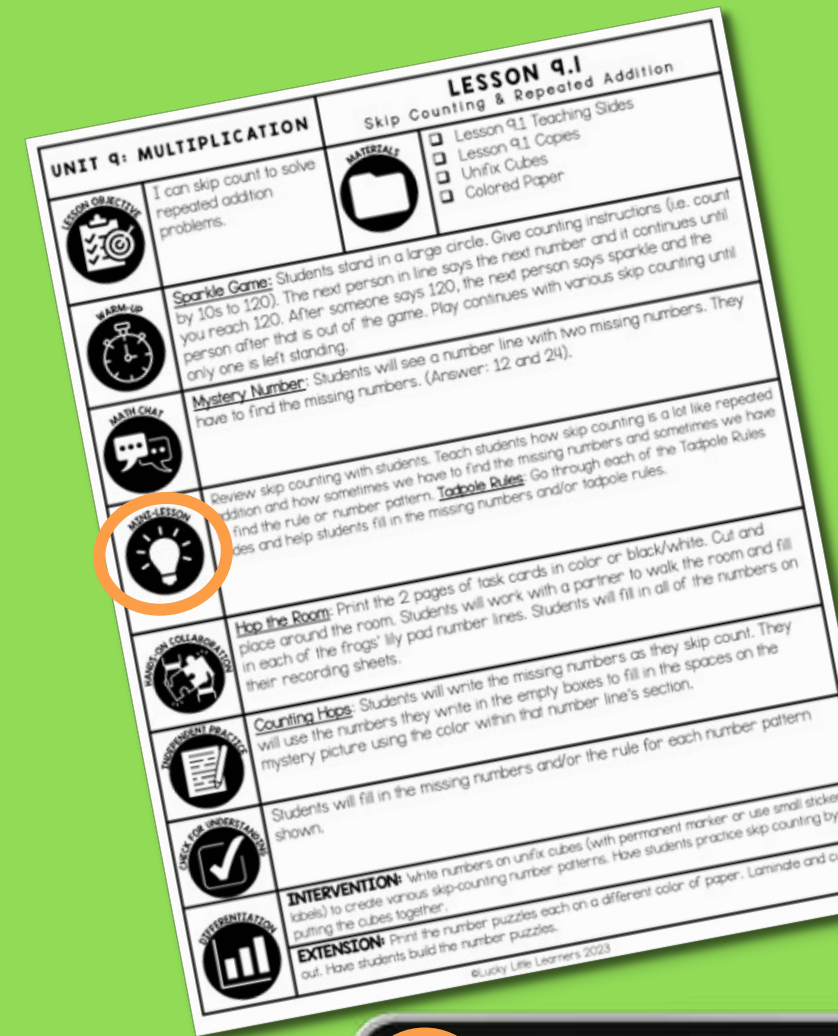 UNIT 9: MULTIPLICATION
LESSON 9.1
Skip Counting & Repeated Addition
LESSON OBJECTIVE
I can skip count to solve
repeated addition
problems.
MATERIALS
Lesson 9.1 Teaching Slides
Lesson 9.1 Copies
Unifix Cubes
Colored Paper
WARM-UP
Sparkle Game: Students stand in a large circle. Give counting instructions (i.e. count
by 10s to 120). The next person in line says the next number and it continues until
you reach 120. After someone says 120, the next person says sparkle and the
person after that is out of the game. Play continues with various skip counting until
only one is left standing.
MATH CHAT
Mystery Number: Students will see a number line with two missing numbers. They
have to find the missing numbers. (Answer: 12 and 24).
MINI-LESSON
Review skip counting with students. Teach students how skip counting is a lot like repeated
addition and how sometimes we have to find the missing numbers and sometimes we have
find the rule or number pattern. Tadpole Rules: Go through each of the Tadpole Rules
des and help students fill in the missing numbers and/or tadpole rules.
HANDS-ON COLLABORATION
Hop the Room: Print the 2 pages of task cards in color or black/white. Cut and
place around the room. Students will work with a partner to walk the room and fill
in each of the frogs' lily pad number lines. Students will fill in all of the numbers on
their recording sheets.
INDEPENDENT PRACTICE
Counting Hops: Students will write the missing numbers as they skip count. They
will use the numbers they write in the empty boxes to fill in the spaces on the
mystery picture using the color within that number line's section.
CHECK FOR UNDERSTANDING
Students will fill in the missing numbers and/or the rule for each number pattern
shown.
DIFFERENTIATION
INTERVENTION: Write numbers on unifix cubes (with permanent marker or use small sticker
labels) to create various skip-counting number patterns. Have students practice skip counting by
putting the cubes together.
EXTENSION: Print the number puzzles each on a different color of paper. Laminate and cu
out. Have students build the number puzzles.
©Lucky Little Learners 2023